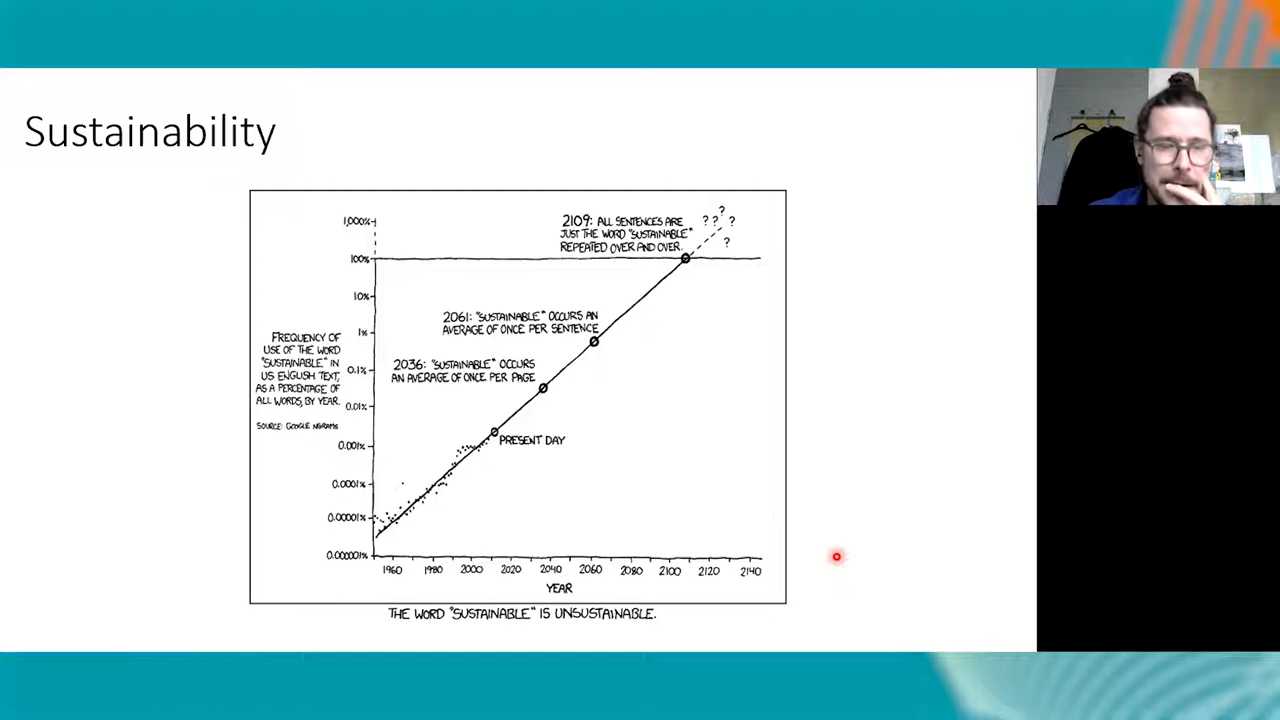 Sustainability
1,000%
100%
10%
1%
0.1%
0.01%
0.001%
0.0001%
0.00001%
0.000001%
FREQUENCY OF
USE OF THE WORD
"SUSTAINABLE" IN
US ENGLISH TEXT,
AS A PERCENTAGE OF
ALL WORDS, BY YEAR.
SOURCE: GOOGLE NGRAMS
2109: ALL SENTENCES ARE
JUST THE WORD "SUSTAINABLE"
REPEATED OVER AND OVER.
? ? ? ? ?
2061: "SUSTAINABLE" OCCURS AN
AVERAGE OF ONCE PER SENTENCE
2036: "SUSTAINABLE" OCCURS
AN AVERAGE OF ONCE PER PAGE
PRESENT DAY
1960 1980 2000 2020 2040 2060 2080 2100 2120 2140
YEAR
THE WORD "SUSTAINABLE" IS UNSUSTAINABLE.